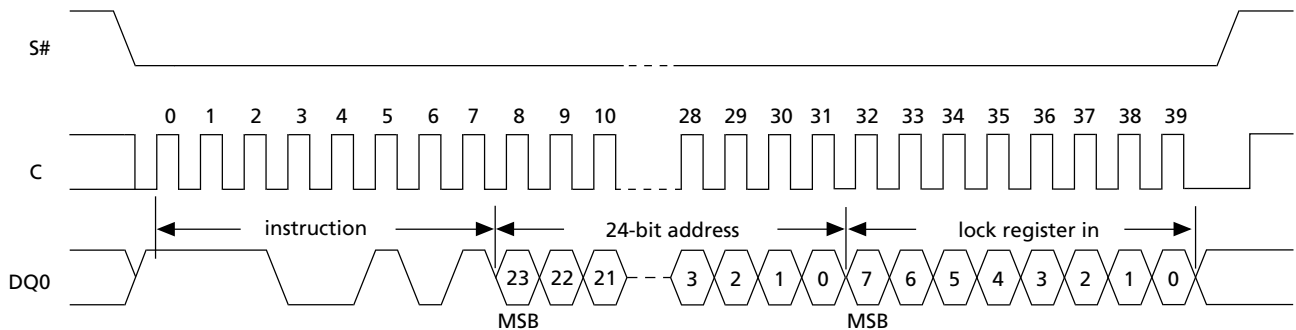 S#
0 1 2 3 4 5 6 7 8 9 10 28 29 30 31 32 33 34 35 36 37 38 39
C
instruction 24-bit address lock register in
DQ0 23 22 21 3 2 1 0 7 6 5 4 3 2 1 0
MSB MSB